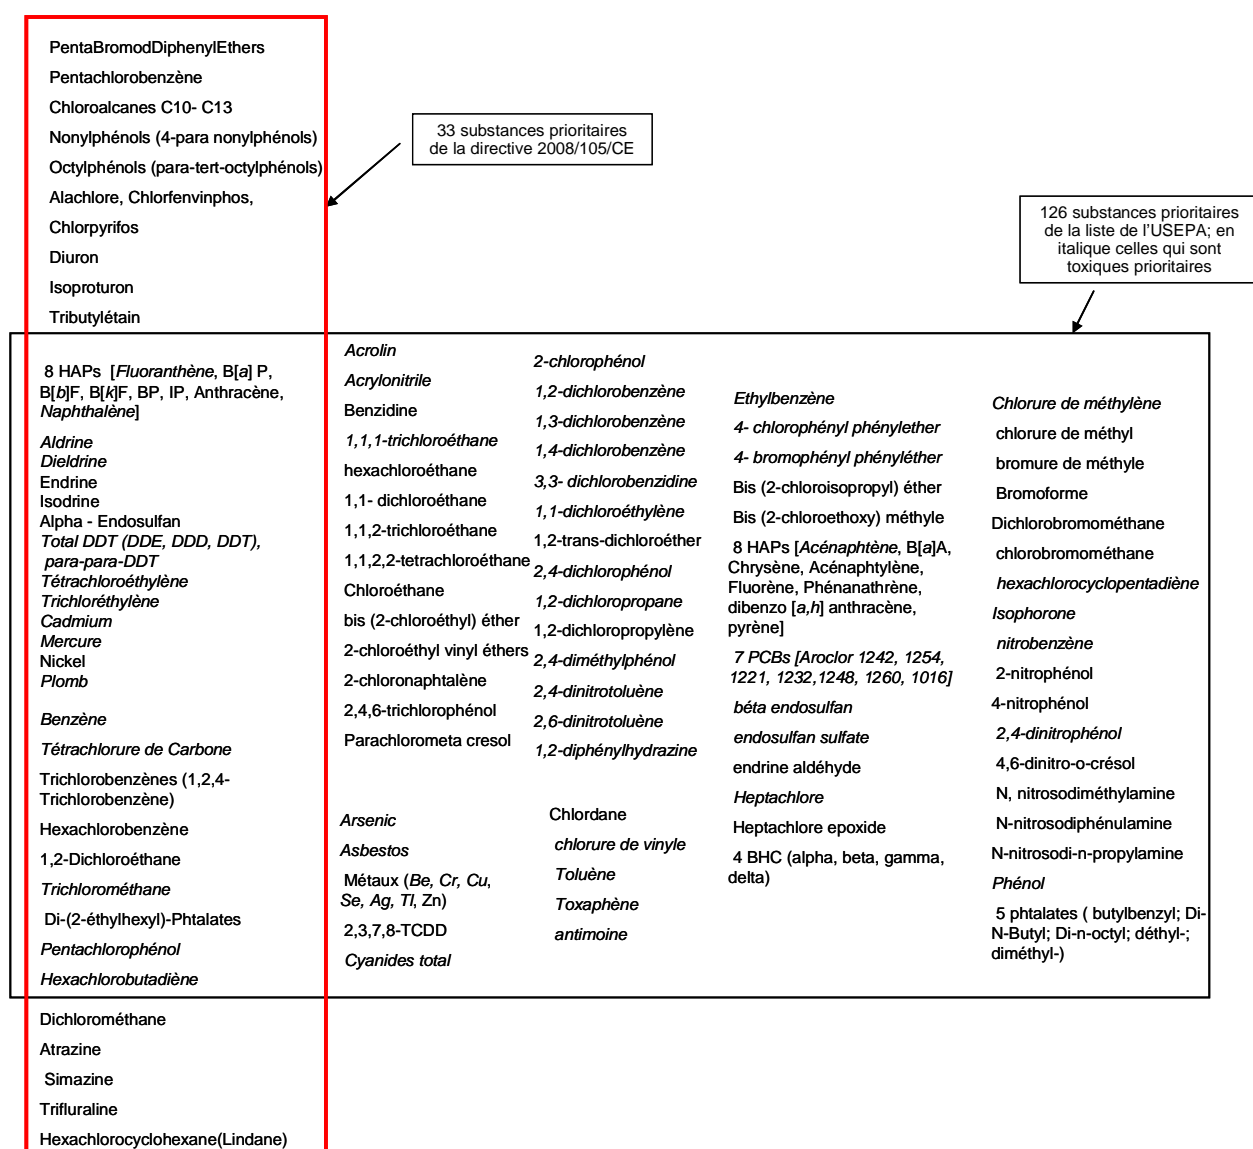 PentaBromodDiphenylEthers
Pentachlorobenzène
Chloroalcanes C10- C13
Nonylphénols (4-para nonylphénols)
Octylphénols (para-tert-octylphénols)
Alachlore, Chlorfenvinphos,
Chlorpyrifos
Diuron
Isoproturon
Tributylétain
33 substances prioritaires
de la directive 2008/105/CE
126 substances prioritaires
de la liste de l'USEPA; en
italique celles qui sont
toxiques prioritaires
8 HAPs [Fluoranthène, B[a] P,
B[b]F, B[k]F, BP, IP, Anthracène,
Naphthalène]
Aldrine
Dieldrine
Endrine
Isodrine
Alpha - Endosulfan
Total DDT (DDE, DDD, DDT),
para-para-DDT
Tétrachloroéthylène
Trichloréthylène
Cadmium
Mercure
Nickel
Plomb
Benzène
Tétrachlorure de Carbone
Trichlorobenzènes (1,2,4-
Trichlorobenzène)
Hexachlorobenzène
1,2-Dichloroéthane
Trichlorométhane
Di-(2-éthylhexyl)-Phtalates
Pentachlorophénol
Hexachlorobutadiène
Dichlorométhane
Atrazine
Simazine
Trifluraline
Hexachlorocyclohexane(Lindane)
Acrolin
Acrylonitrile
Benzidine
1,1,1-trichloroéthane
hexachloroéthane
1,1- dichloroéthane
1,1,2-trichloroéthane
1,1,2,2-tetrachloroéthane
Chloroéthane
bis (2-chloroéthyl) éther
2-chloroéthyl vinyl éthers
2-chloronaphtalène
2,4,6-trichlorophénol
Parachlorometa cresol
Arsenic
Asbestos
Métaux (Be, Cr, Cu,
Se, Ag, Tl, Zn)
2,3,7,8-TCDD
Cyanides total
2-chlorophénol
1,2-dichlorobenzène
1,3-dichlorobenzène
1,4-dichlorobenzène
3,3- dichlorobenzidine
1,1-dichloroéthylène
1,2-trans-dichloroéther
2,4-dichlorophénol
1,2-dichloropropane
1,2-dichloropropylène
2,4-diméthylphénol
2,4-dinitrotoluène
2,6-dinitrotoluène
1,2-diphénylhydrazine
Chlordane
chlorure de vinyle
Toluène
Toxaphène
antimoine
Ethylbenzène
4- chlorophényl phénylether
4- bromophényl phényléther
Bis (2-chloroisopropyl) éther
Bis (2-chloroethoxy) méthyle
8 HAPs [Acénaphtène, B[a]A,
Chrysène, Acénaphtylène,
Fluorène, Phénanathrène,
dibenzo [a,h] anthracène,
pyrène]
7 PCBs [Aroclor 1242, 1254,
1221, 1232,1248, 1260, 1016]
béta endosulfan
endosulfan sulfate
endrine aldéhyde
Heptachlore
Heptachlore epoxide
4 BHC (alpha, beta, gamma,
delta)
Chlorure de méthylène
chlorure de méthyl
bromure de méthyle
Bromoforme
Dichlorobromométhane
chlorobromométhane
hexachlorocyclopentadiène
Isophorone
nitrobenzène
2-nitrophénol
4-nitrophénol
2,4-dinitrophénol
4,6-dinitro-o-crésol
N, nitrosodiméthylamine
N-nitrosodiphénulamine
N-nitrosodi-n-propylamine
Phénol
5 phtalates ( butylbenzyl; Di-
N-Butyl; Di-n-octyl; déthyl-;
diméthyl-)